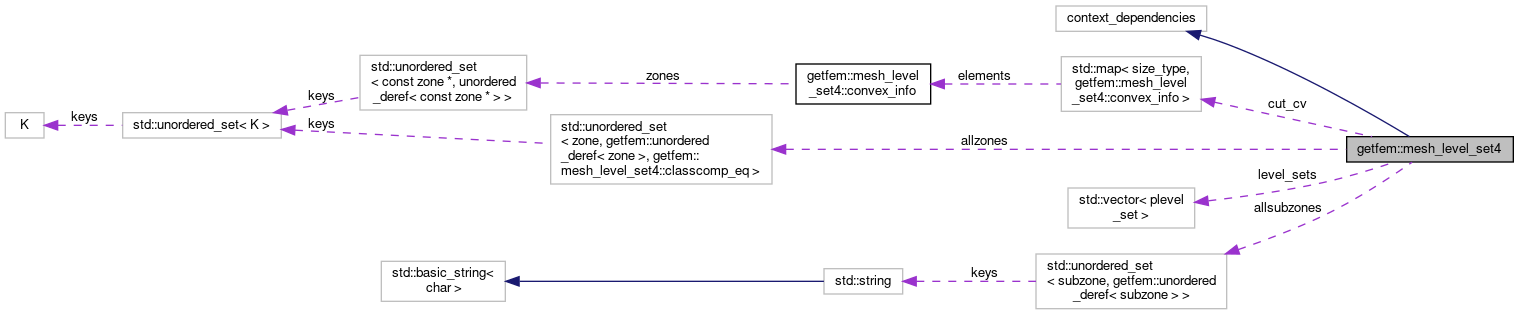 context_dependencies
std::unordered_set
< const zone *, unordered
_deref< const zone * > >
zones
getfem::mesh_level
_set4::convex_info
elements
std::map< size_type,
getfem::mesh_level
_set4::convex_info >
cut_cv
keys
K
keys
std::unordered_set< K >
keys
std::unordered_set
< zone, getfem::unordered
_deref< zone >, getfem::
mesh_level_set4::classcomp_eq >
allzones
getfem::mesh_level_set4
level_sets
std::vector< plevel
_set >
allsubzones
std::basic_string<
char >
std::string
keys
std::unordered_set
< subzone, getfem::unordered
_deref< subzone > >